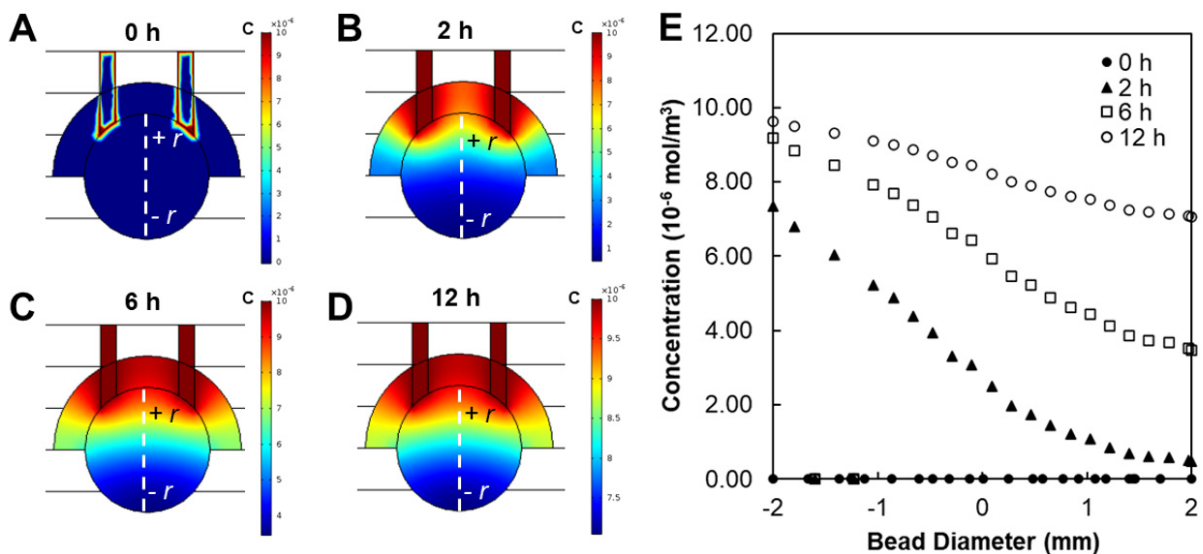 A
0 h
C
×10⁻⁶
10
9
8
7
6
5
4
3
2
1
0
+ r
- r
B
2 h
C
×10⁻⁶
10
9
8
7
6
5
4
3
2
1
+ r
- r
C
6 h
C
×10⁻⁶
10
9
8
7
6
5
4
+ r
- r
D
12 h
C
×10⁻⁶
10
9.5
9
8.5
8
7.5
+ r
- r
E
12.00
10.00
8.00
6.00
4.00
2.00
0.00
Concentration (10⁻⁶ mol/m³)
0 h
2 h
6 h
12 h
-2 -1 0 1 2
Bead Diameter (mm)